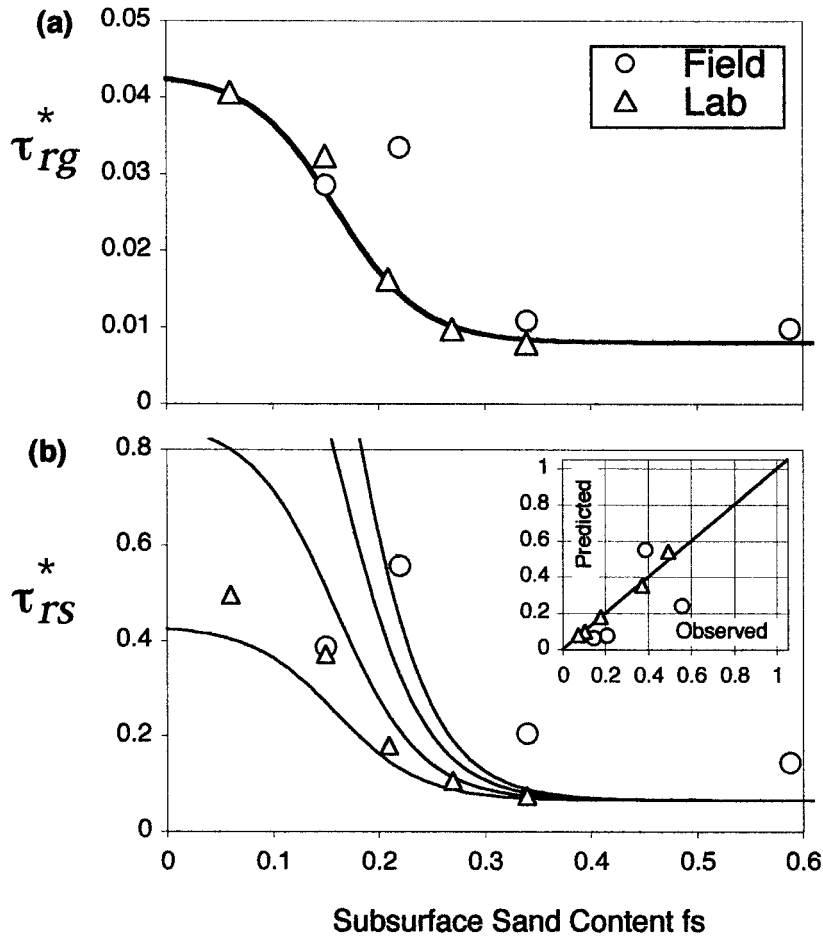 (a)
0.05
0.04
0.03
0.02
0.01
0
τ*rg
Field
Lab
(b)
0.8
0.6
0.4
0.2
0
τ*rs
1
0.8
0.6
0.4
0.2
0
Predicted
Observed
0 0.2 0.4 0.6 0.8 1
0 0.1 0.2 0.3 0.4 0.5 0.6
Subsurface Sand Content fs